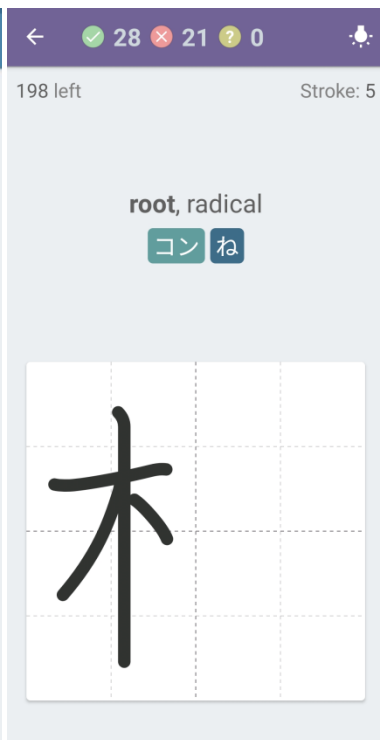 28 21 ? 0
198 left
Stroke: 5
root, radical
コン ね
木